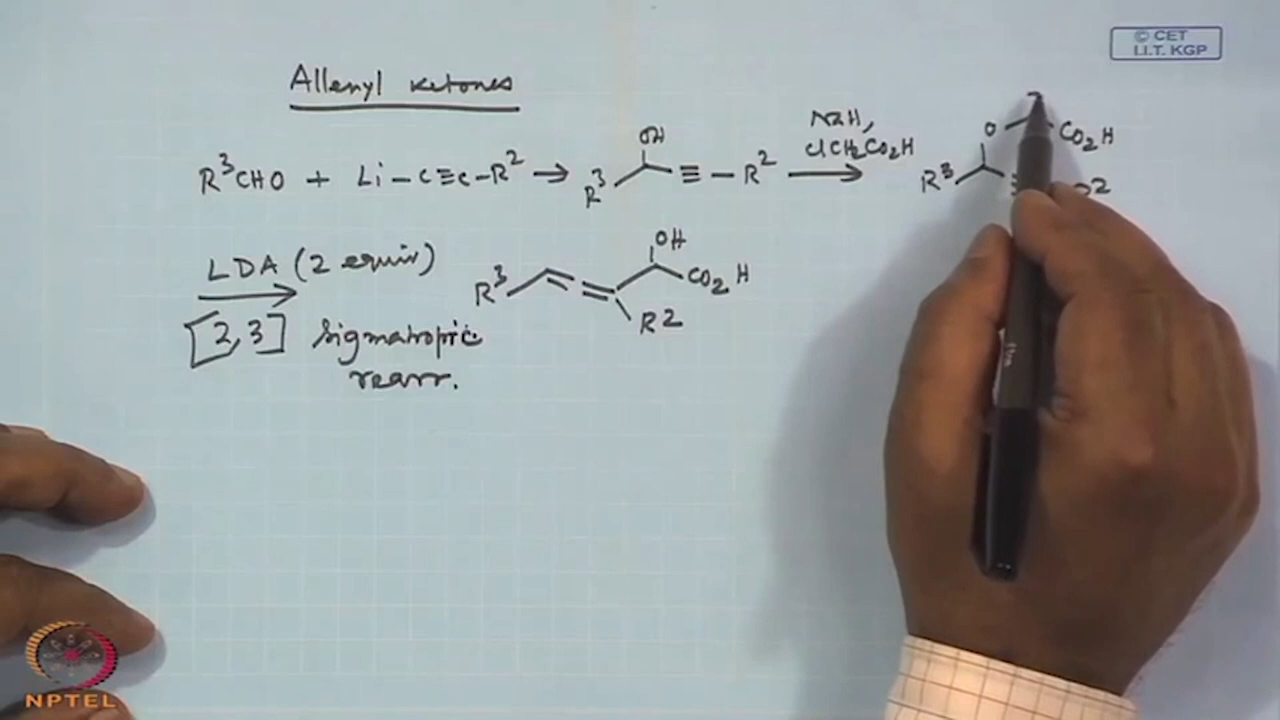 © CET
I.I.T. KGP
Allenyl ketones
R³CHO + Li-C≡C-R² → OH R³ ≡ -R² NaH, ClCH₂CO₂H → O CO₂H R³
LDA (2 equiv)
[2,3] sigmatropic
rearr.
R³ OH CO₂H R2
NPTEL